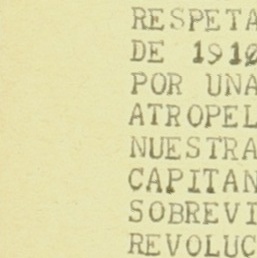 RESPETA
DE 1910
POR UNA
ATROPEL
NUESTRA
CAPITAN
SOBREVI
REVOLUC